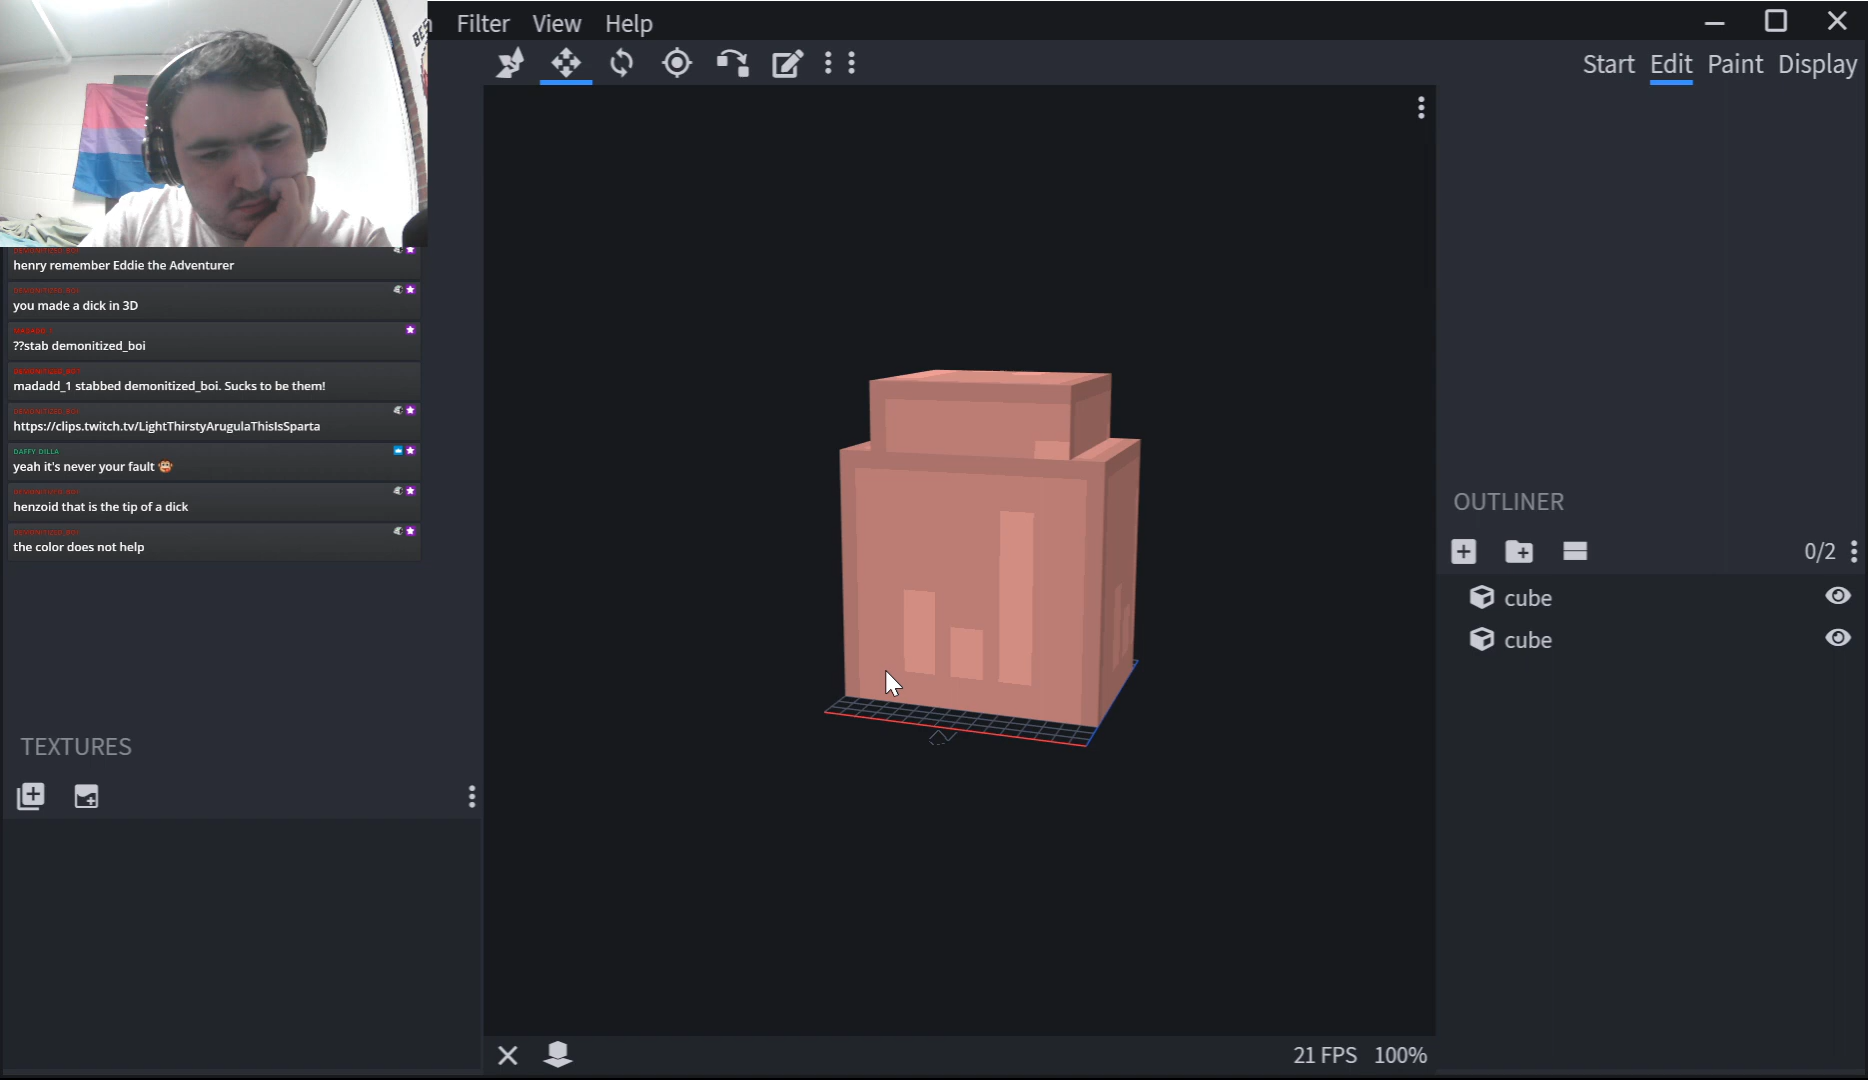 Filter View Help
Start Edit Paint Display
henry remember Eddie the Adventurer
you made a dick in 3D
??stab demonitized_boi
madadd_1 stabbed demonitized_boi. Sucks to be them!
https://clips.twitch.tv/LightThirstyArugulaThisIsSparta
DAFFY DILLA
yeah it's never your fault
henzoid that is the tip of a dick
the color does not help
OUTLINER
0/2
cube
cube
TEXTURES
21 FPS 100%